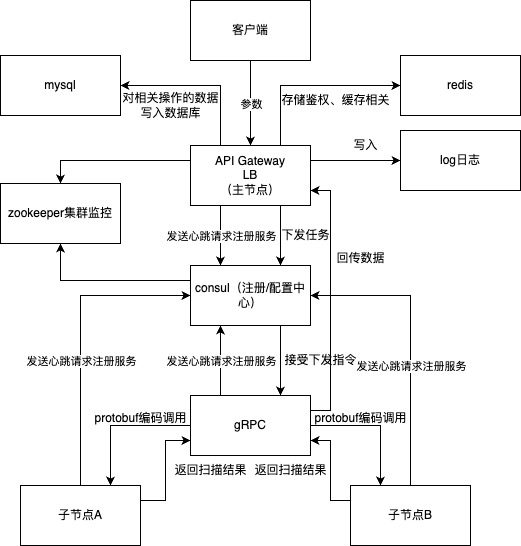 客户端
mysql
redis
对相关操作的数据
写入数据库
参数
存储鉴权、缓存相关
API Gateway
LB
（主节点）
写入
log日志
zookeeper集群监控
发送心跳请求注册服务
下发任务
回传数据
consul（注册/配置中
心）
发送心跳请求注册服务
发送心跳请求注册服务
接受下发指令
发送心跳请求注册服务
protobuf编码调用
gRPC
protobuf编码调用
返回扫描结果
返回扫描结果
子节点A
子节点B